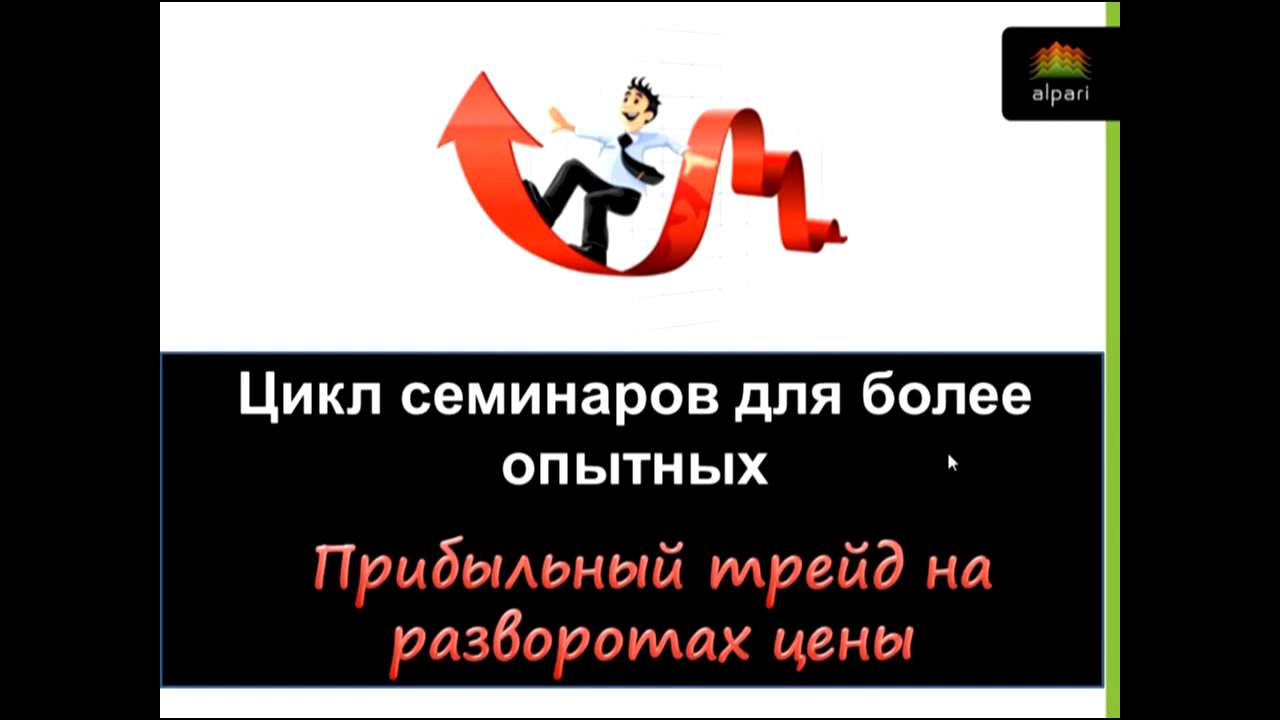 alpari
Цикл семинаров для более
опытных
Прибыльный трейд на
разворотах цены